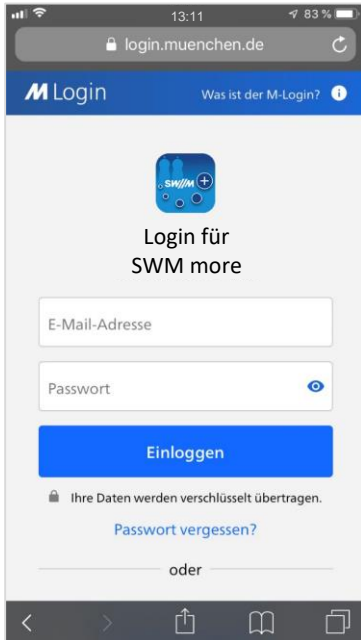 13:11
83 %
login.muenchen.de
M Login
Was ist der M-Login?
SWM
Login für
SWM more
E-Mail-Adresse
Passwort
Einloggen
Ihre Daten werden verschlüsselt übertragen.
Passwort vergessen?
oder